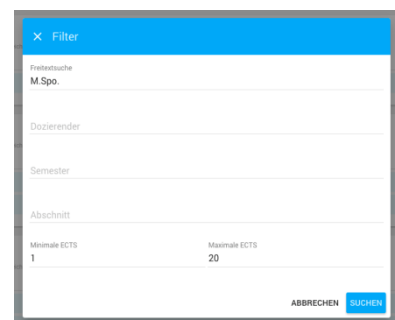 × Filter
Freitextsuche
M.Spo.
Dozierender
Semester
Abschnitt
Minimale ECTS Maximale ECTS
1 20
ABBRECHEN SUCHEN